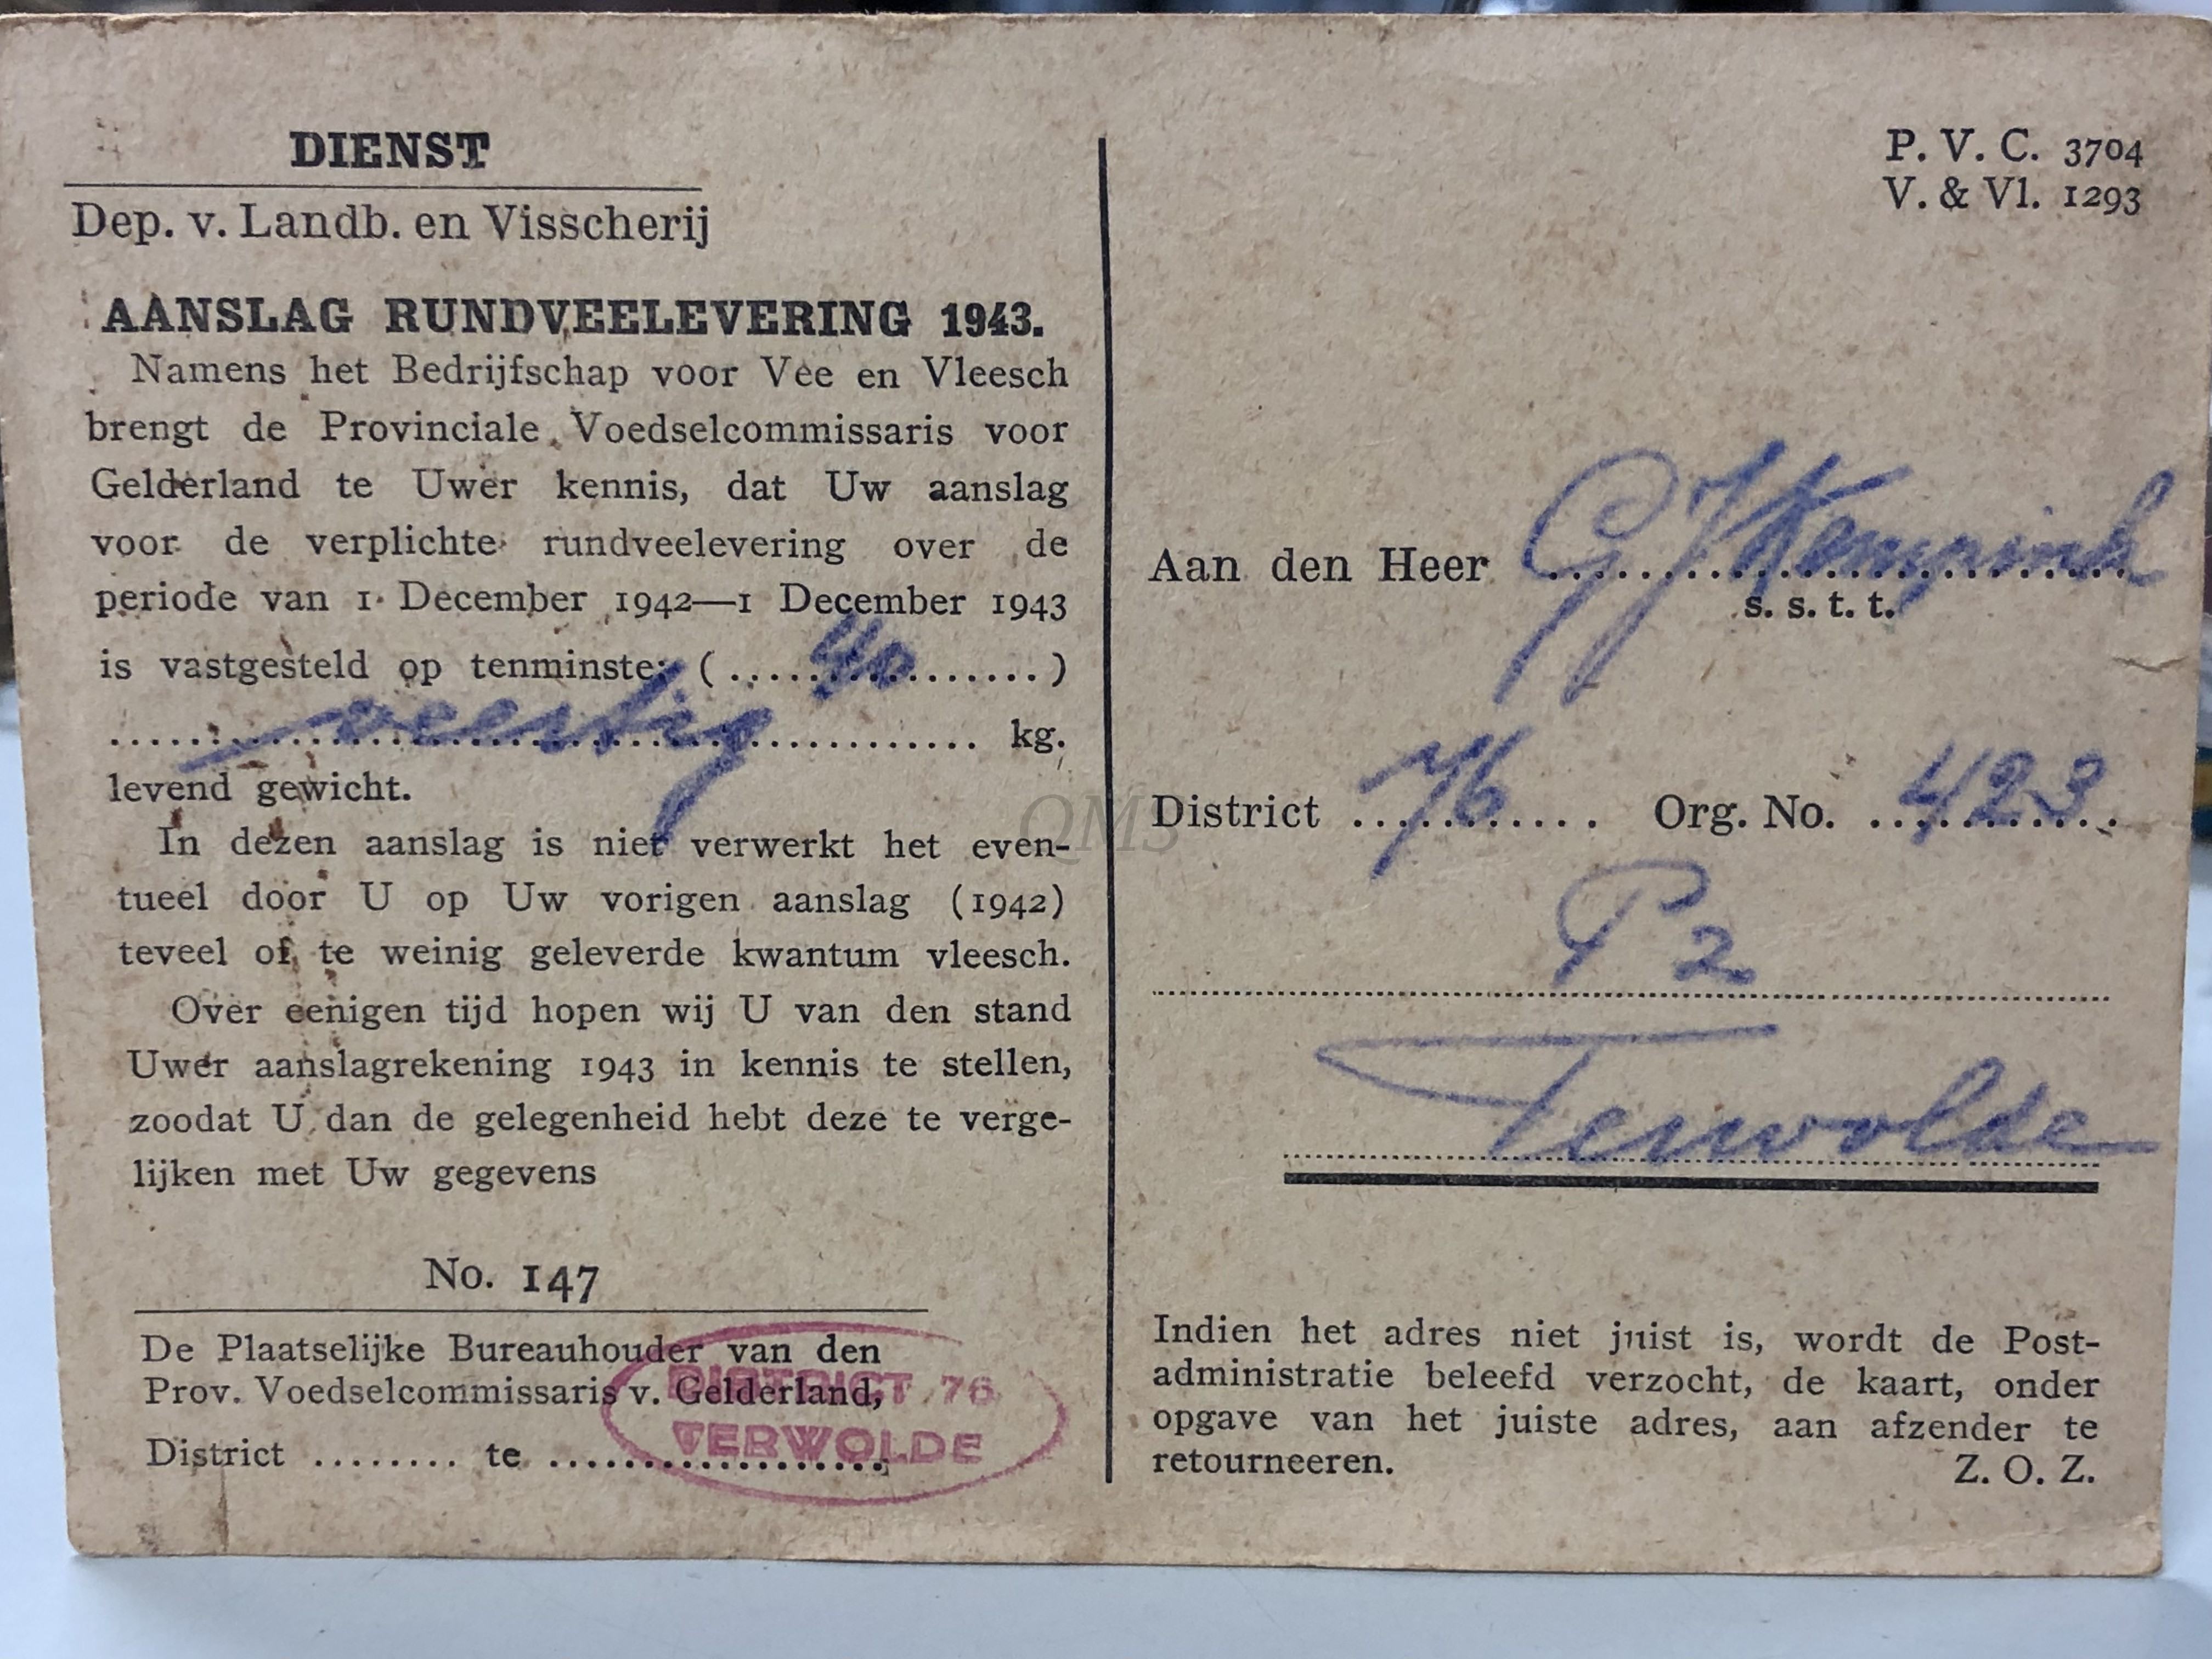 DIENST
Dep. v. Landb. en Visscherij
AANSLAG RUNDVEELEVERING 1943.
Namens het Bedrijfschap voor Vee en Vleesch
brengt de Provinciale Voedselcommissaris voor
Gelderland te Uwer kennis, dat Uw aanslag
voor de verplichte rundveelevering over de
periode van 1 December 1942—1 December 1943
is vastgesteld op tenminste: (.....40.....)
veertig kg.
levend gewicht.
In dezen aanslag is niet verwerkt het even-
tueel door U op Uw vorigen aanslag (1942)
teveel of te weinig geleverde kwantum vleesch.
Over eenigen tijd hopen wij U van den stand
Uwer aanslagrekening 1943 in kennis te stellen,
zoodat U dan de gelegenheid hebt deze te verge-
lijken met Uw gegevens
No. 147
De Plaatselijke Bureauhouder van den
Prov. Voedselcommissaris v. Gelderland,
District ........ te ..................
DISTRICT 76
TERWOLDE
P. V. C. 3704
V. & Vl. 1293
Aan den Heer G J Kempink
s. s. t. t.
District 76 Org. No. 423
P 2
Terwolde
Indien het adres niet juist is, wordt de Post-
administratie beleefd verzocht, de kaart, onder
opgave van het juiste adres, aan afzender te
retourneeren.
Z. O. Z.
QMS